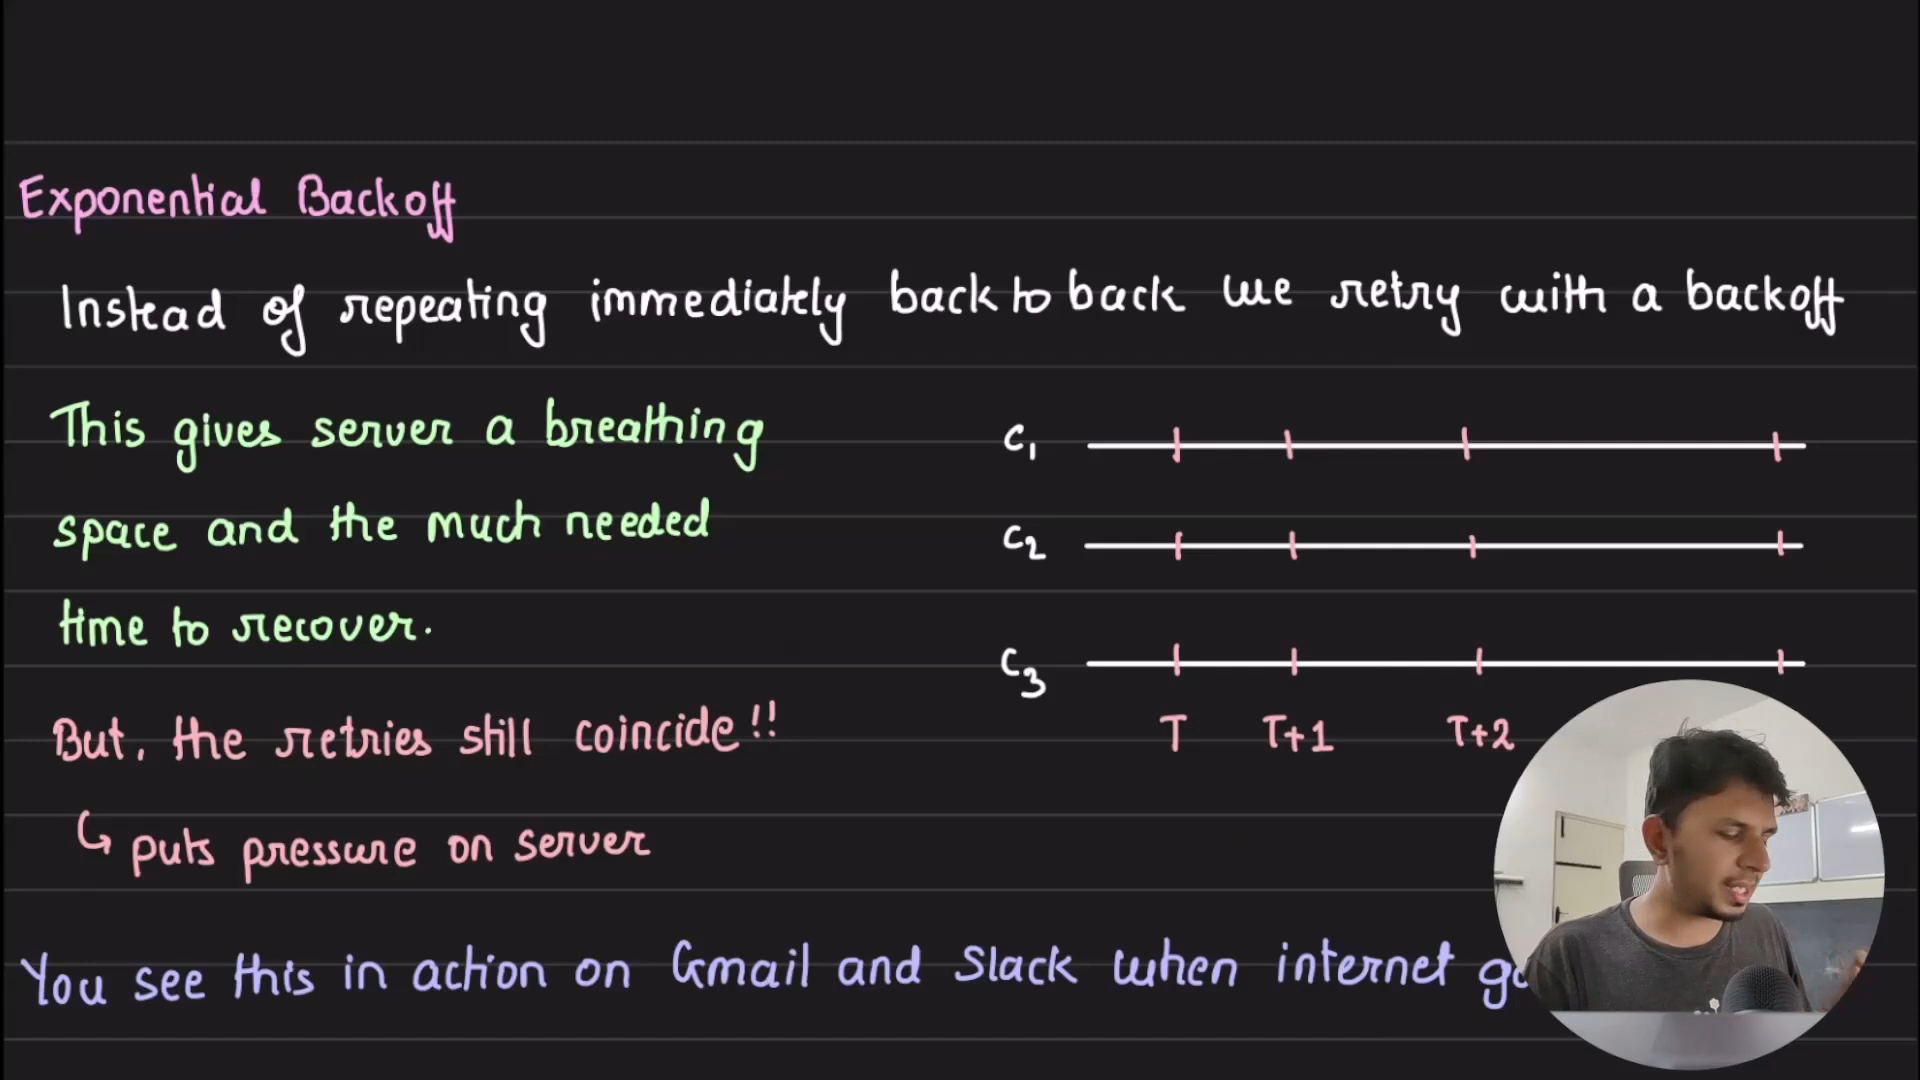 Exponential Backoff
Instead of repeating immediately back to back we retry with a backoff
This gives server a breathing
space and the much needed
time to recover.
But, the retries still coincide!!
↳ puts pressure on server
C1
C2
C3
T T+1 T+2
You see this in action on Gmail and Slack when internet